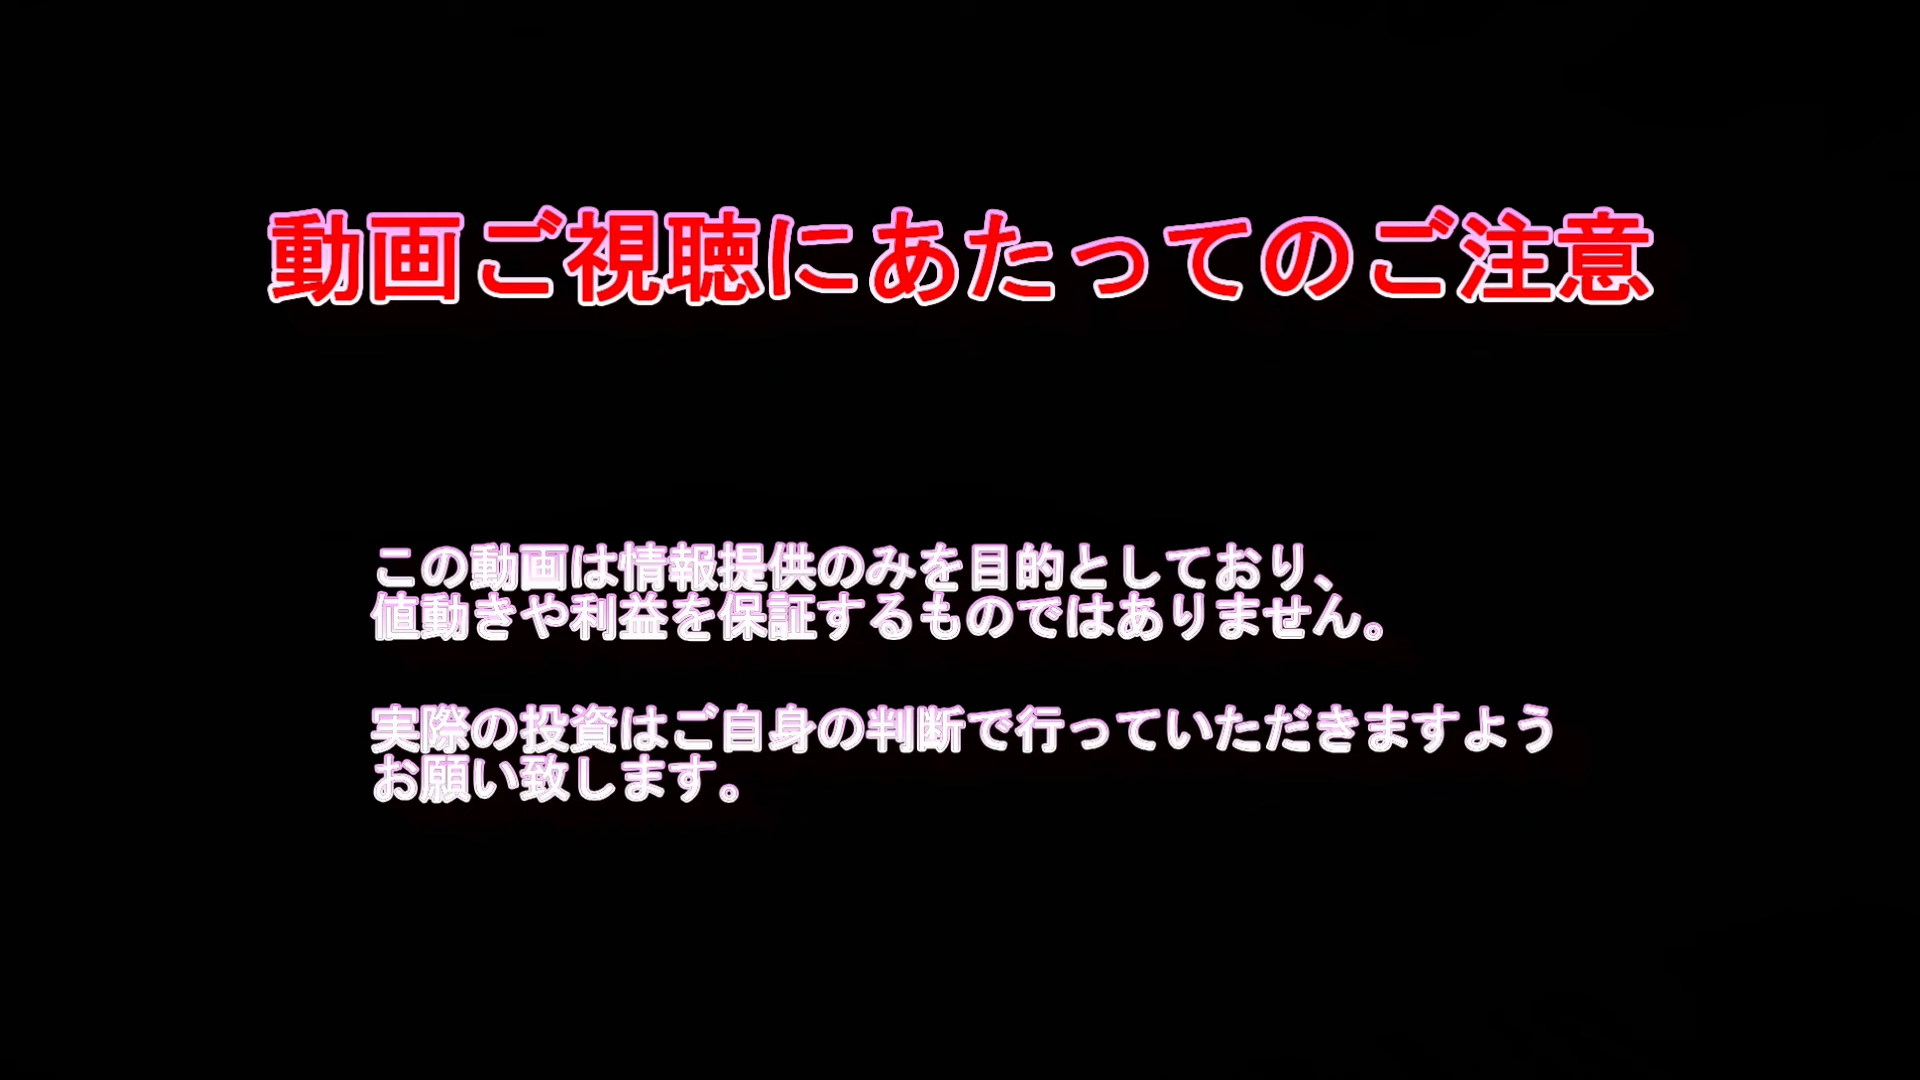 動画ご視聴にあたってのご注意
この動画は情報提供のみを目的としており、
値動きや利益を保証するものではありません。
実際の投資はご自身の判断で行っていただきますよう
お願い致します。